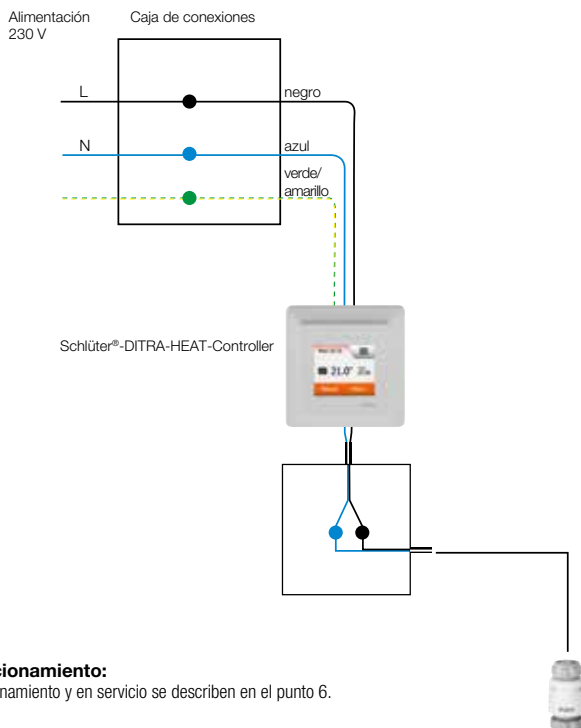 Alimentación
230 V
Caja de conexiones
L
negro
N
azul
verde/
amarillo
Schlüter®-DITRA-HEAT-Controller
21.0°
cionamiento:
namiento y en servicio se describen en el punto 6.